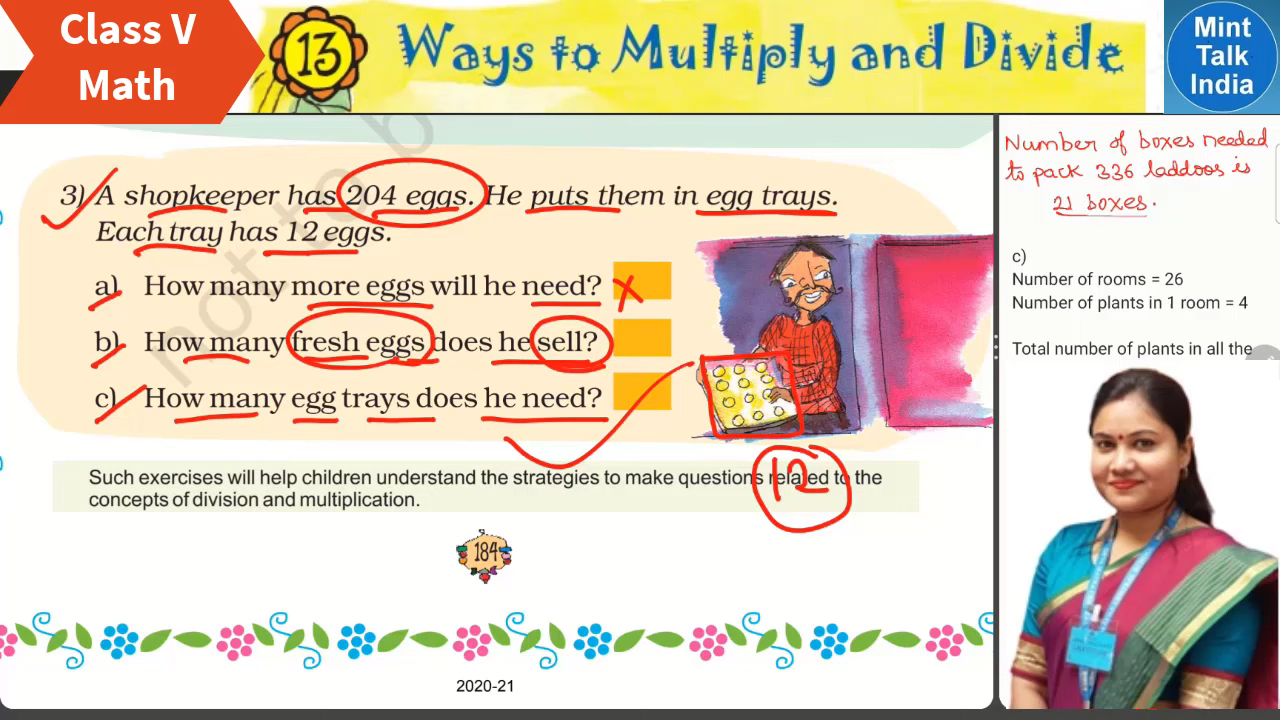 Class V
Math
13
Ways to Multiply and Divide
Mint
Talk
India
not to b
3) A shopkeeper has 204 eggs. He puts them in egg trays.
Each tray has 12 eggs.
a) How many more eggs will he need?
b) How many fresh eggs does he sell?
c) How many egg trays does he need?
12
Such exercises will help children understand the strategies to make questions related to the
concepts of division and multiplication.
184
2020-21
Number of boxes needed
to pack 336 laddoos is
21 boxes.
c)
Number of rooms = 26
Number of plants in 1 room = 4
Total number of plants in all the